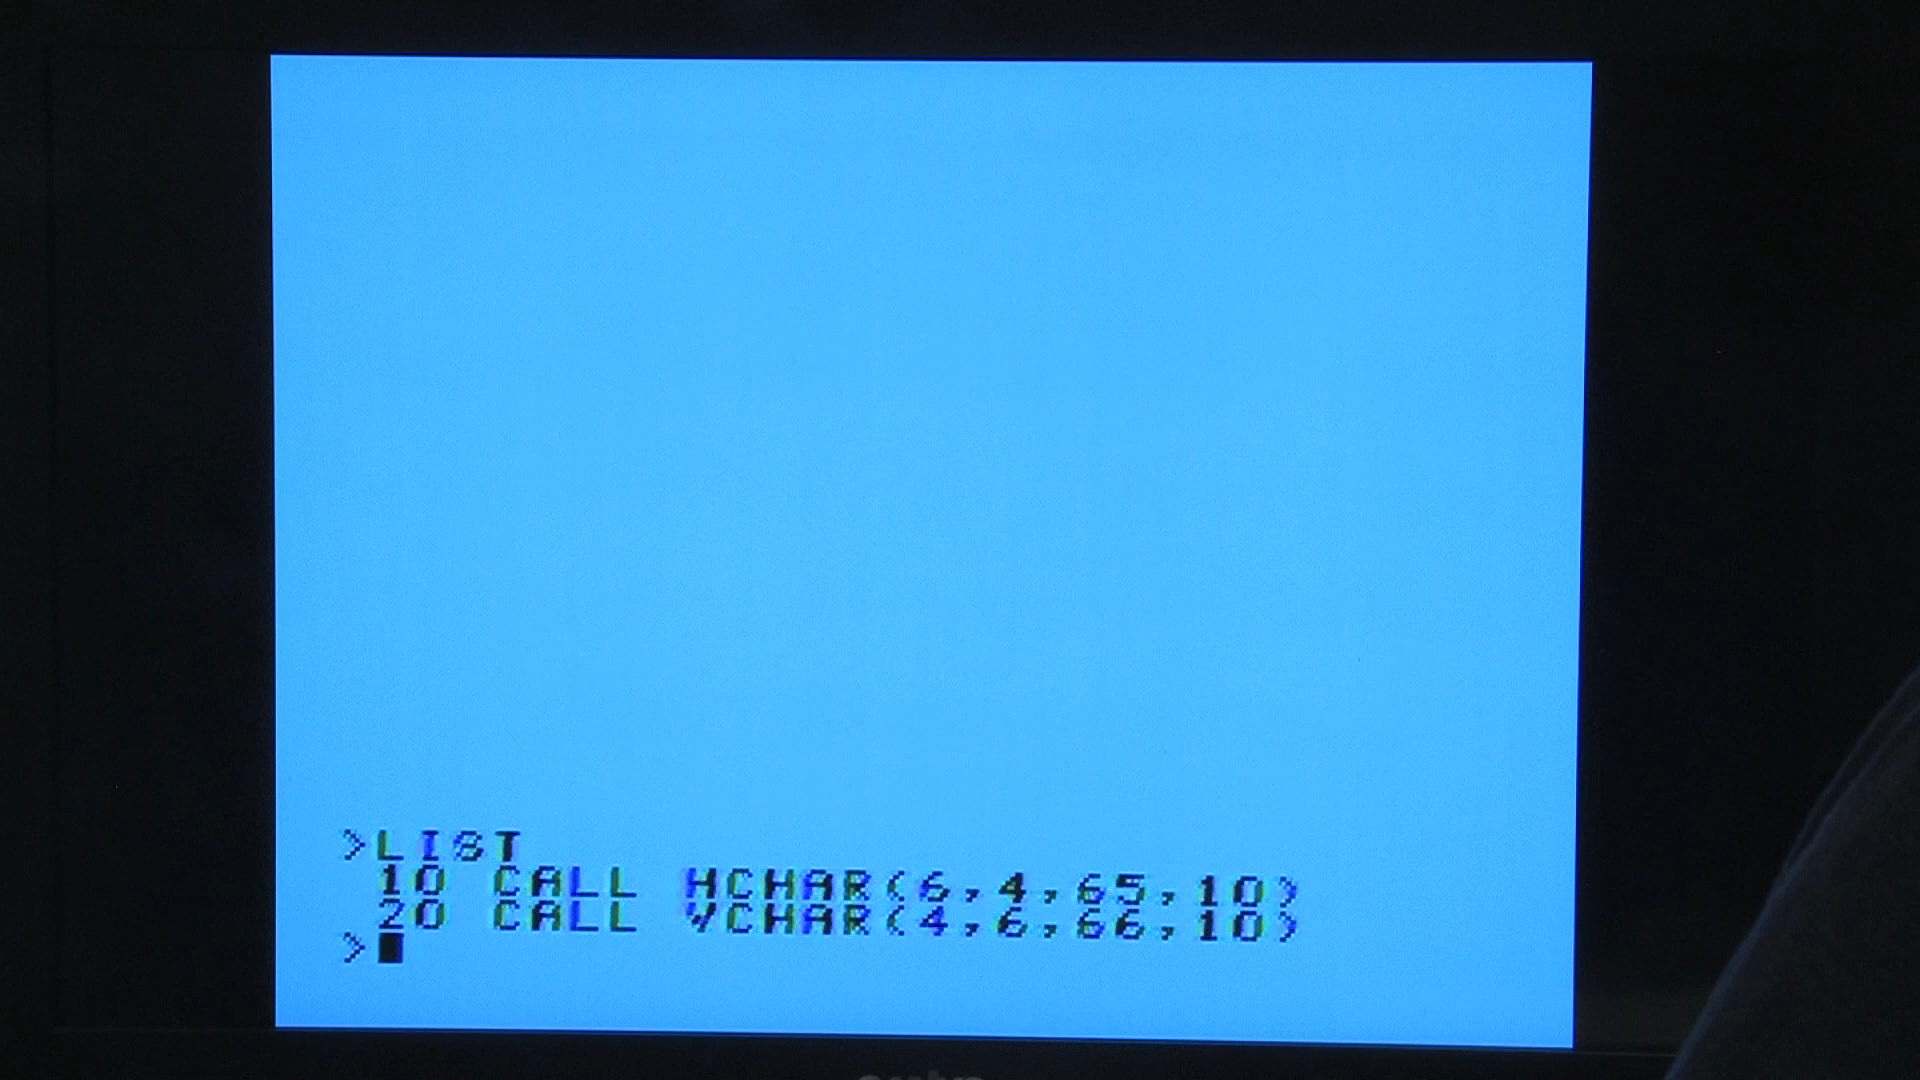 >LIST
10 CALL HCHAR(6,4,65,10)
20 CALL VCHAR(4,6,66,10)
>